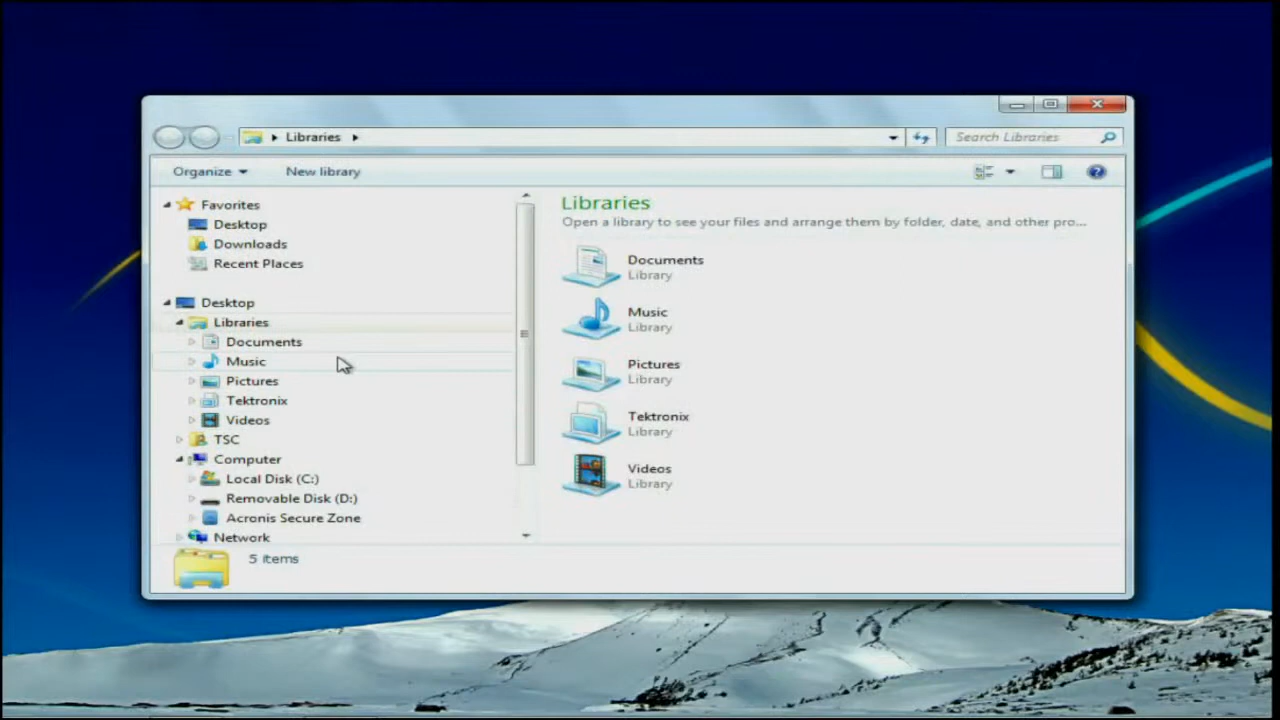 Libraries
Search Libraries
Organize
New library
Favorites
Desktop
Downloads
Recent Places
Desktop
Libraries
Documents
Music
Pictures
Tektronix
Videos
TSC
Computer
Local Disk (C:)
Removable Disk (D:)
Acronis Secure Zone
Network
Libraries
Open a library to see your files and arrange them by folder, date, and other pro...
Documents
Library
Music
Library
Pictures
Library
Tektronix
Library
Videos
Library
5 items